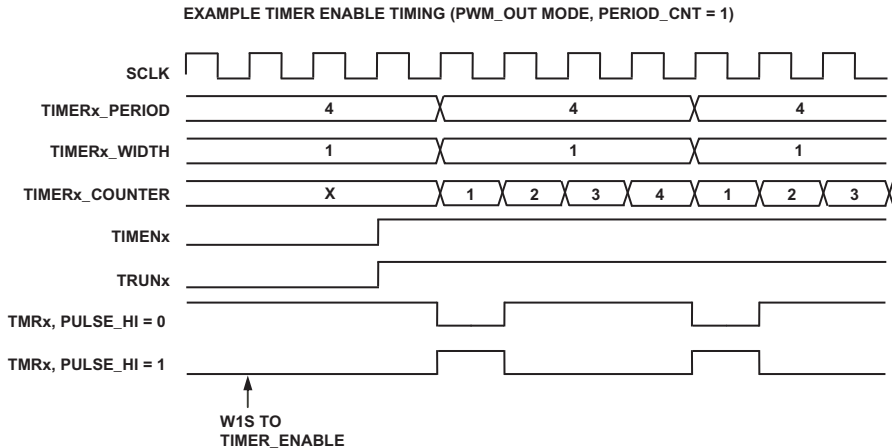 EXAMPLE TIMER ENABLE TIMING (PWM_OUT MODE, PERIOD_CNT = 1)
SCLK
TIMERx_PERIOD 4 4 4
TIMERx_WIDTH 1 1 1
TIMERx_COUNTER X 1 2 3 4 1 2 3
TIMENx
TRUNx
TMRx, PULSE_HI = 0
TMRx, PULSE_HI = 1
W1S TO
TIMER_ENABLE